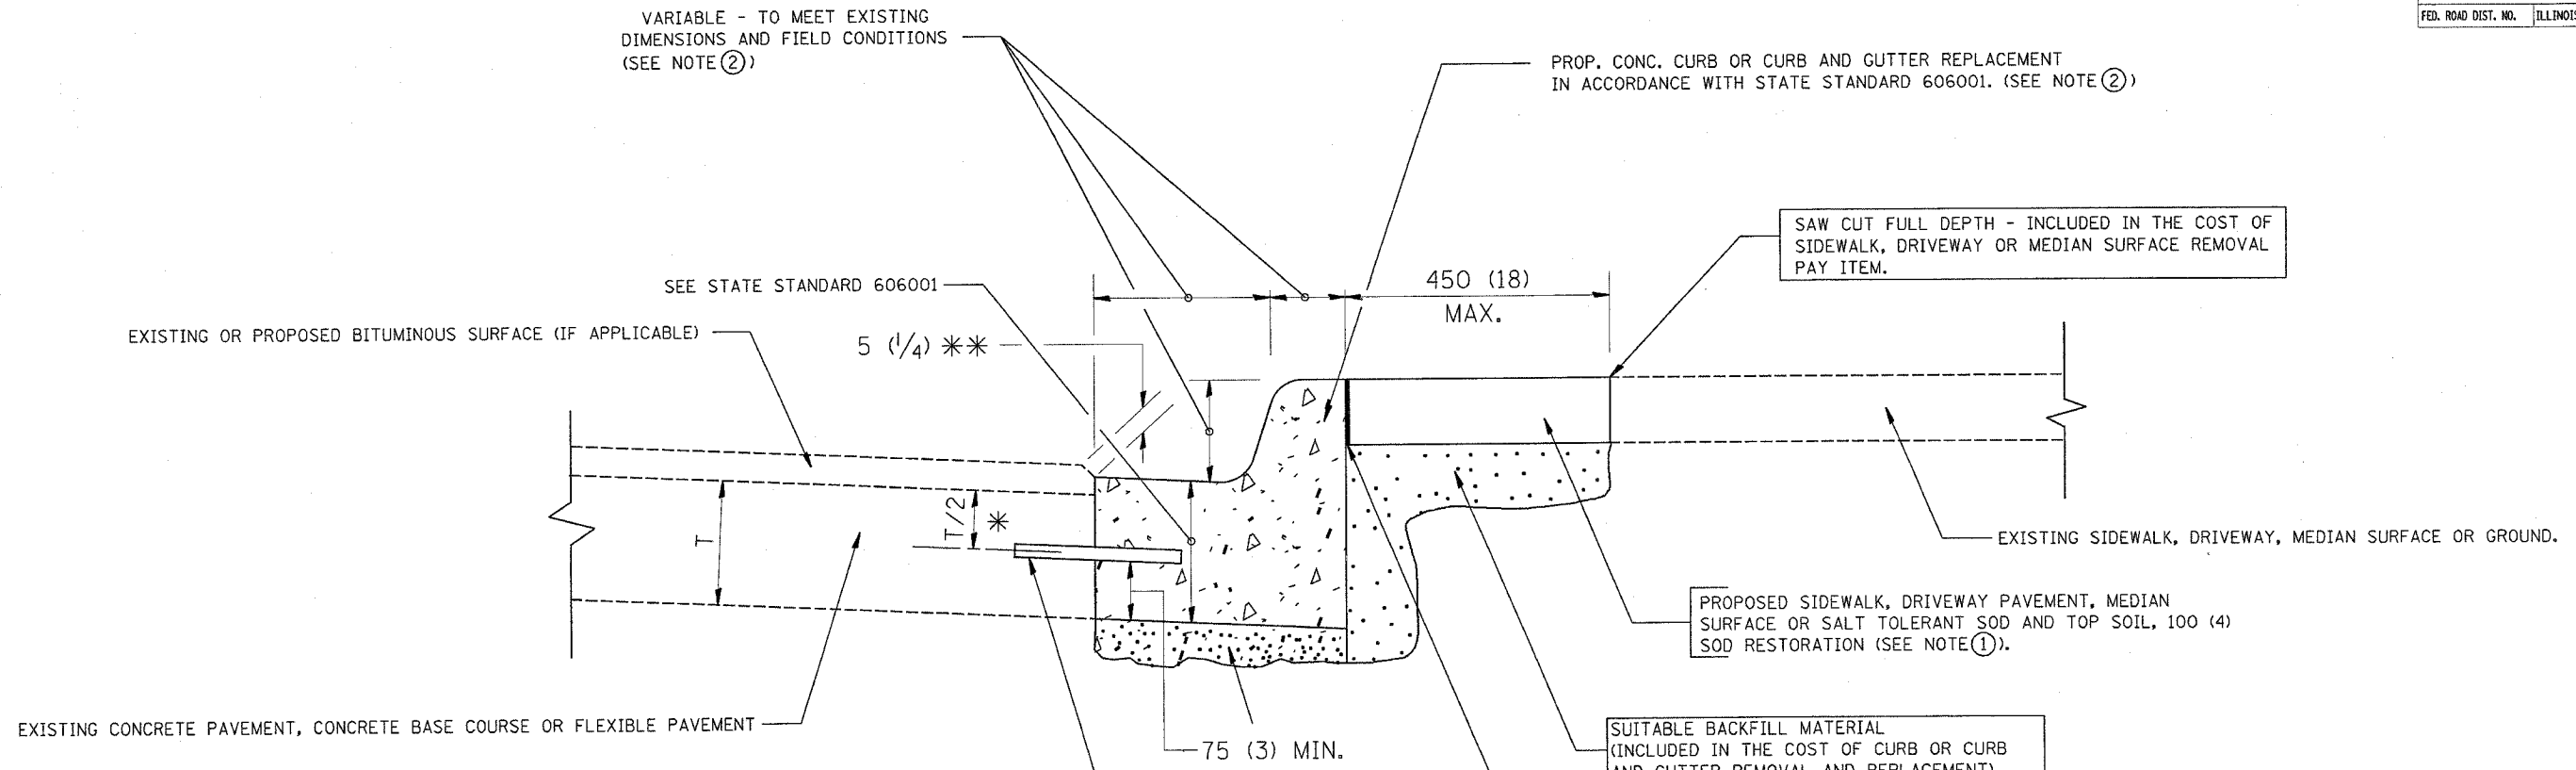 FED. ROAD DIST. NO.
VARIABLE - TO MEET EXISTING
DIMENSIONS AND FIELD CONDITIONS
(SEE NOTE ②)
PROP. CONC. CURB OR CURB AND GUTTER REPLACEMENT
IN ACCORDANCE WITH STATE STANDARD 606001. (SEE NOTE ②)
SAW CUT FULL DEPTH - INCLUDED IN THE COST OF
SIDEWALK, DRIVEWAY OR MEDIAN SURFACE REMOVAL
PAY ITEM.
SEE STATE STANDARD 606001
450 (18)
MAX.
EXISTING OR PROPOSED BITUMINOUS SURFACE (IF APPLICABLE)
5 (1/4) **
T/2 *
T
EXISTING SIDEWALK, DRIVEWAY, MEDIAN SURFACE OR GROUND.
PROPOSED SIDEWALK, DRIVEWAY PAVEMENT, MEDIAN
SURFACE OR SALT TOLERANT SOD AND TOP SOIL, 100 (4)
SOD RESTORATION (SEE NOTE ①).
EXISTING CONCRETE PAVEMENT, CONCRETE BASE COURSE OR FLEXIBLE PAVEMENT
75 (3) MIN.
SUITABLE BACKFILL MATERIAL
(INCLUDED IN THE COST OF CURB OR CURB
AND GUTTER REMOVAL AND REPLACEMENT)